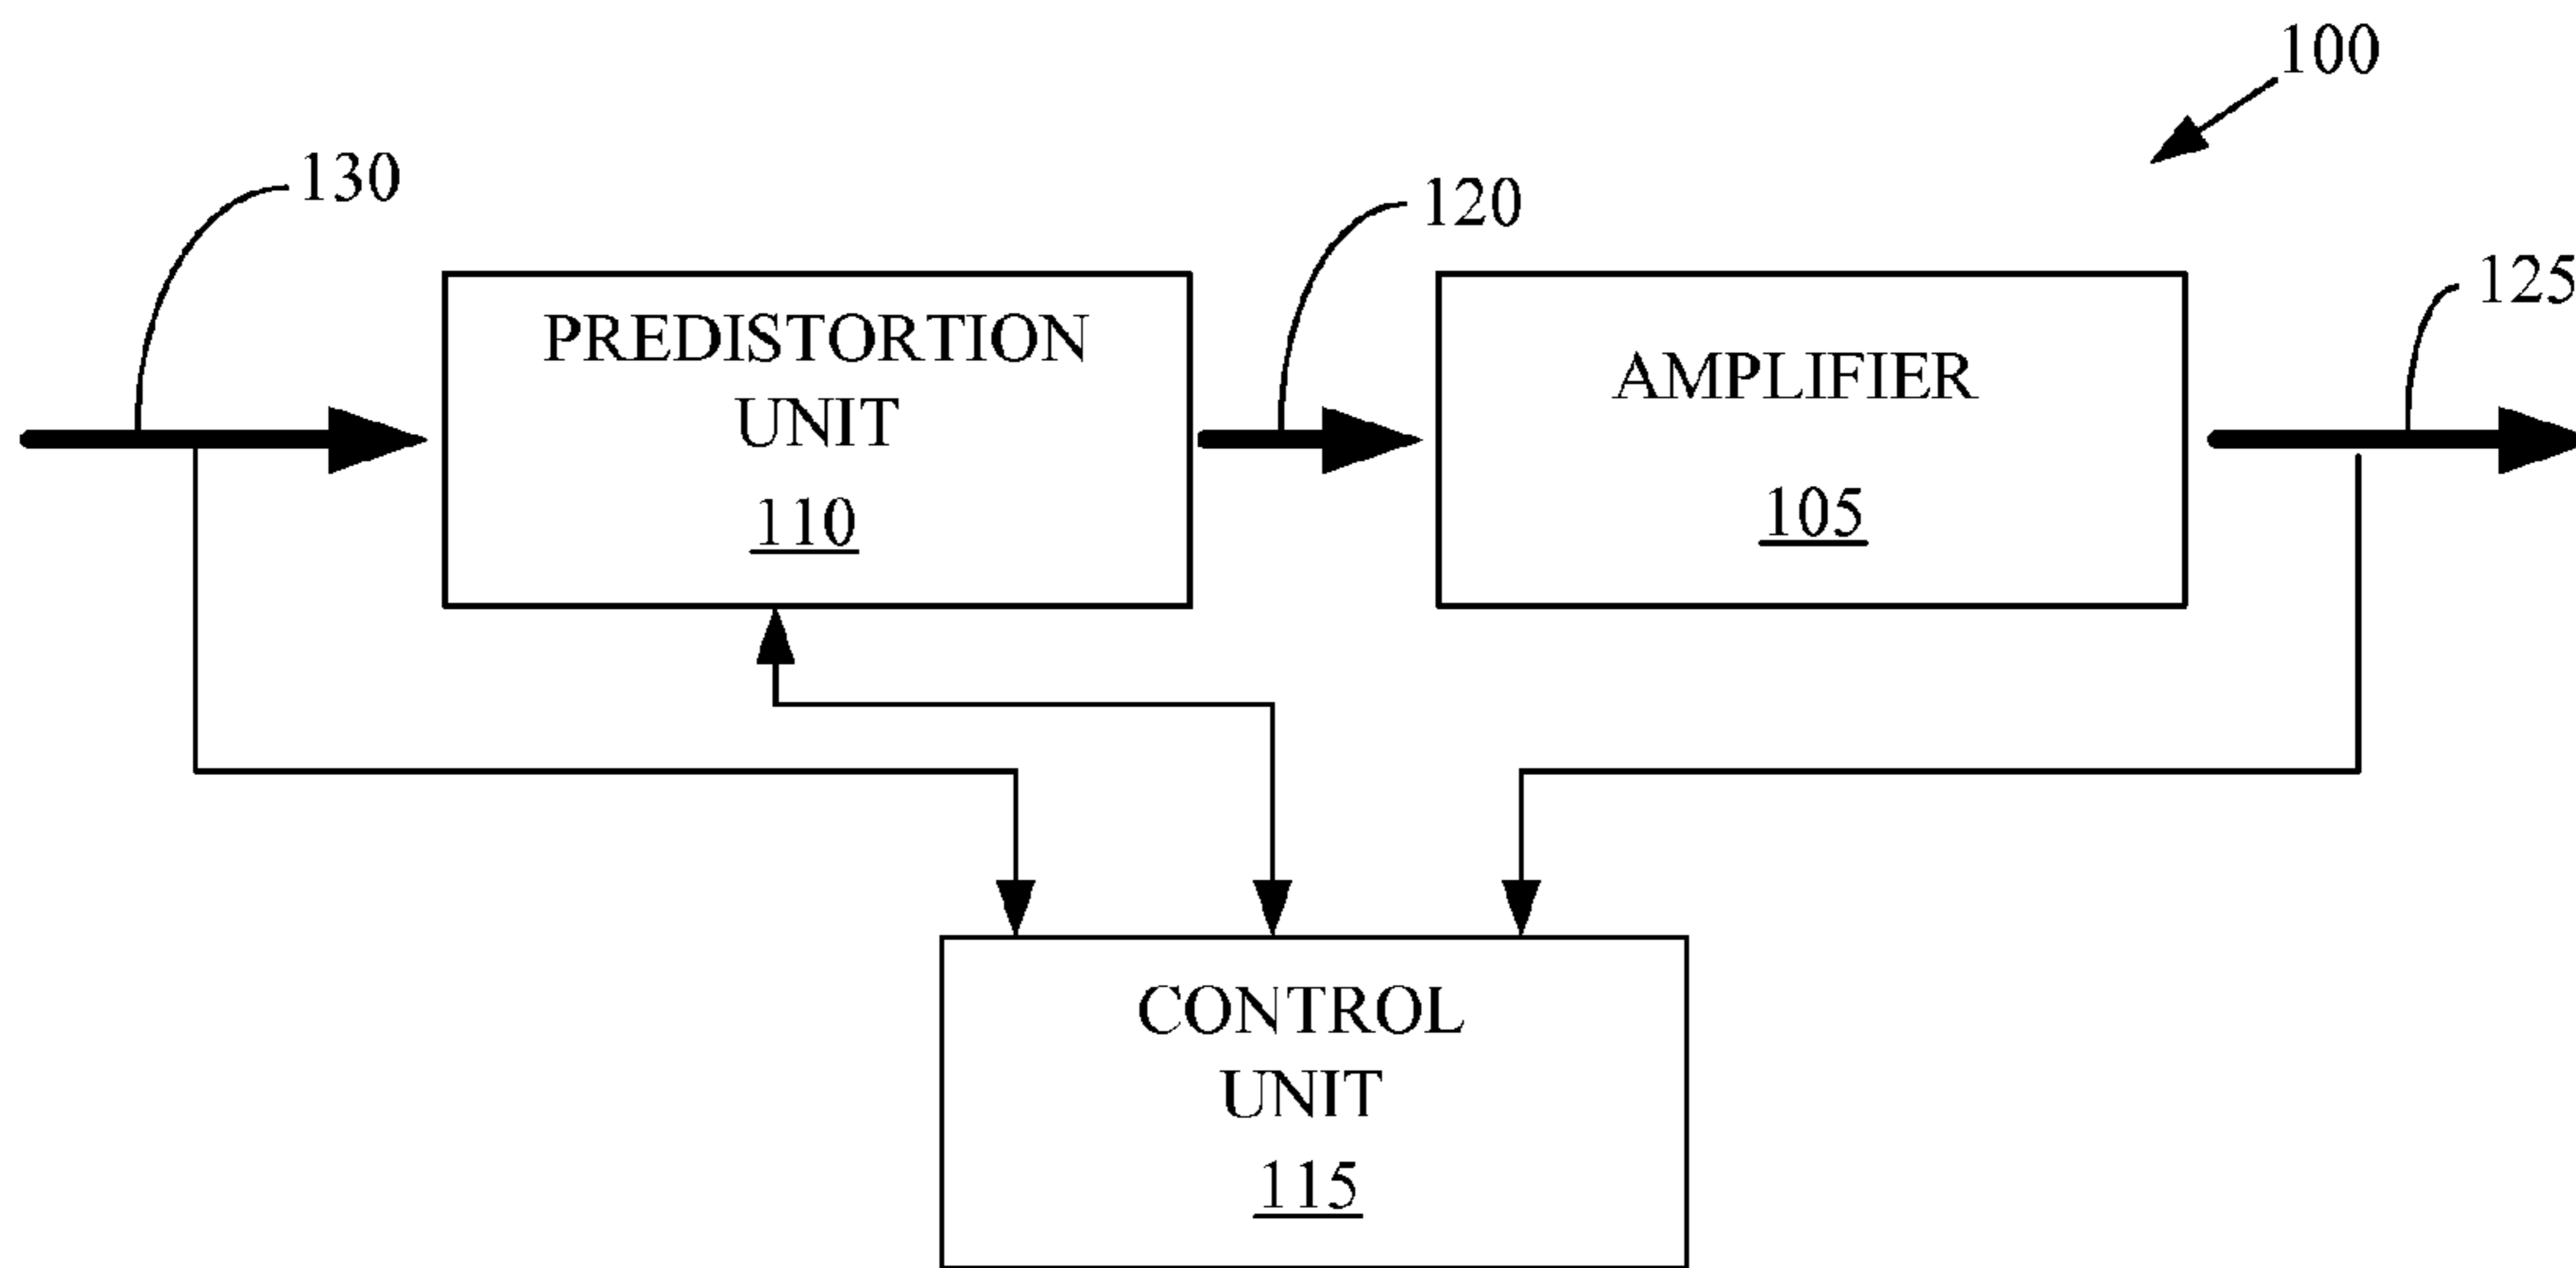 100
130
120
125
PREDISTORTION
UNIT
110
AMPLIFIER
105
CONTROL
UNIT
115